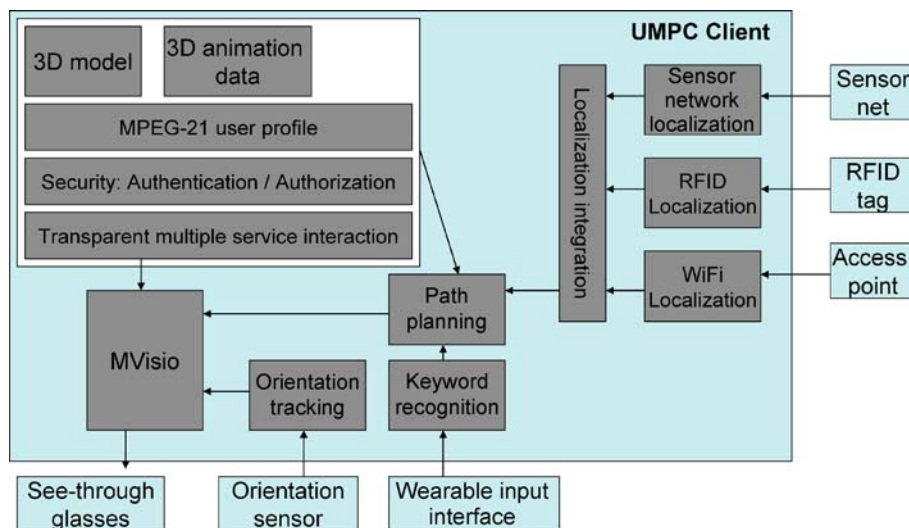 UMPC Client
3D model
3D animation
data
MPEG-21 user profile
Security: Authentication / Authorization
Transparent multiple service interaction
Localization integration
Sensor
network
localization
Sensor
net
RFID
Localization
RFID
tag
WiFi
Localization
Access
point
Path
planning
MVisio
Orientation
tracking
Keyword
recognition
See-through
glasses
Orientation
sensor
Wearable input
interface